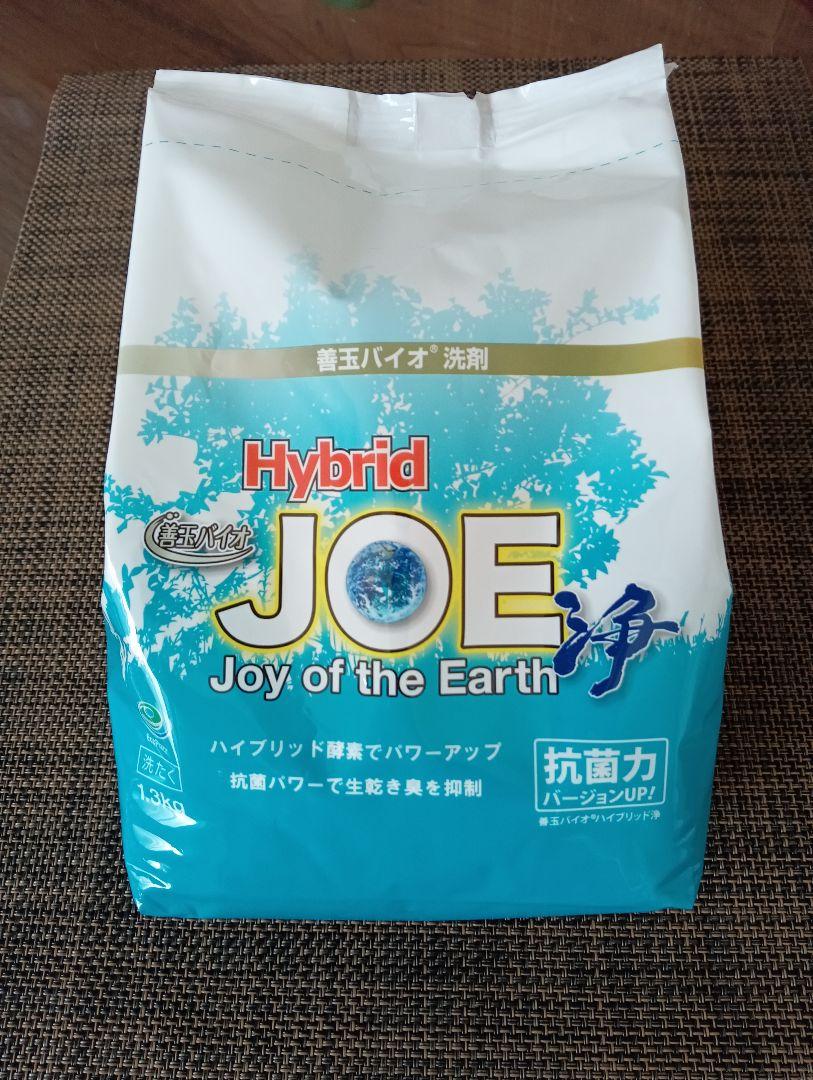 善玉バイオ® 洗剤
Hybrid
善玉バイオ
JOE 浄
Joy of the Earth
ハイブリッド酵素でパワーアップ
抗菌パワーで生乾き臭を抑制
洗たく
1.3kg
抗菌力
バージョンUP!
善玉バイオ®ハイブリッド浄